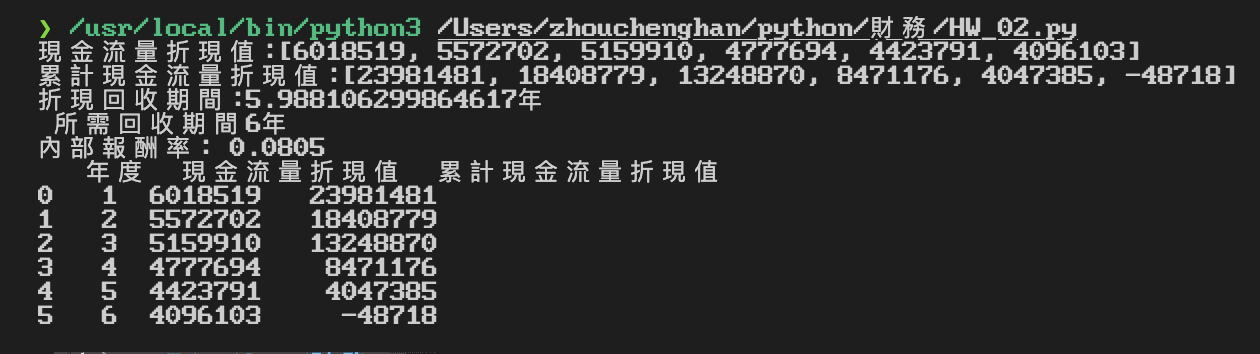 ❯ /usr/local/bin/python3 /Users/zhouchenghan/python/財務/HW_02.py
現金流量折現值:[6018519, 5572702, 5159910, 4777694, 4423791, 4096103]
累計現金流量折現值:[23981481, 18408779, 13248870, 8471176, 4047385, -48718]
折現回收期間:5.988106299864617年
所需回收期間6年
內部報酬率: 0.0805
年度 現金流量折現值 累計現金流量折現值
0 1 6018519 23981481
1 2 5572702 18408779
2 3 5159910 13248870
3 4 4777694 8471176
4 5 4423791 4047385
5 6 4096103 -48718